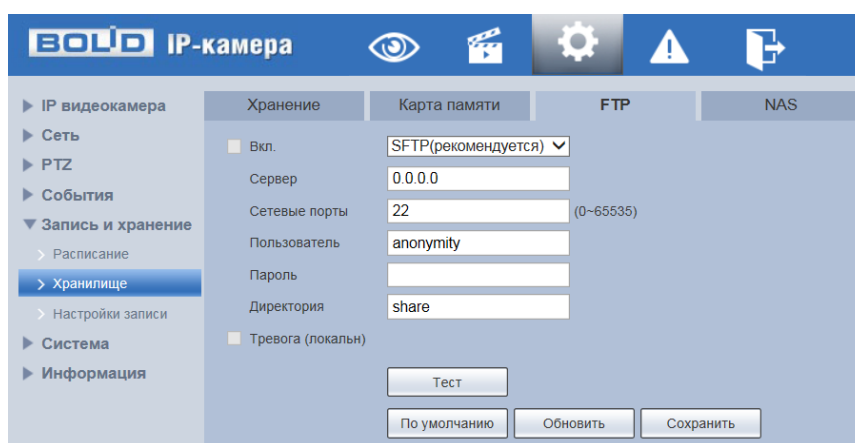 BOLID IP-камера
IP видеокамера
Сеть
PTZ
События
Запись и хранение
Расписание
Хранилище
Настройки записи
Система
Информация
Хранение Карта памяти FTP NAS
Вкл. SFTP(рекомендуется)
Сервер 0.0.0.0
Сетевые порты 22 (0~65535)
Пользователь anonymity
Пароль
Директория share
Тревога (локальн)
Тест
По умолчанию Обновить Сохранить